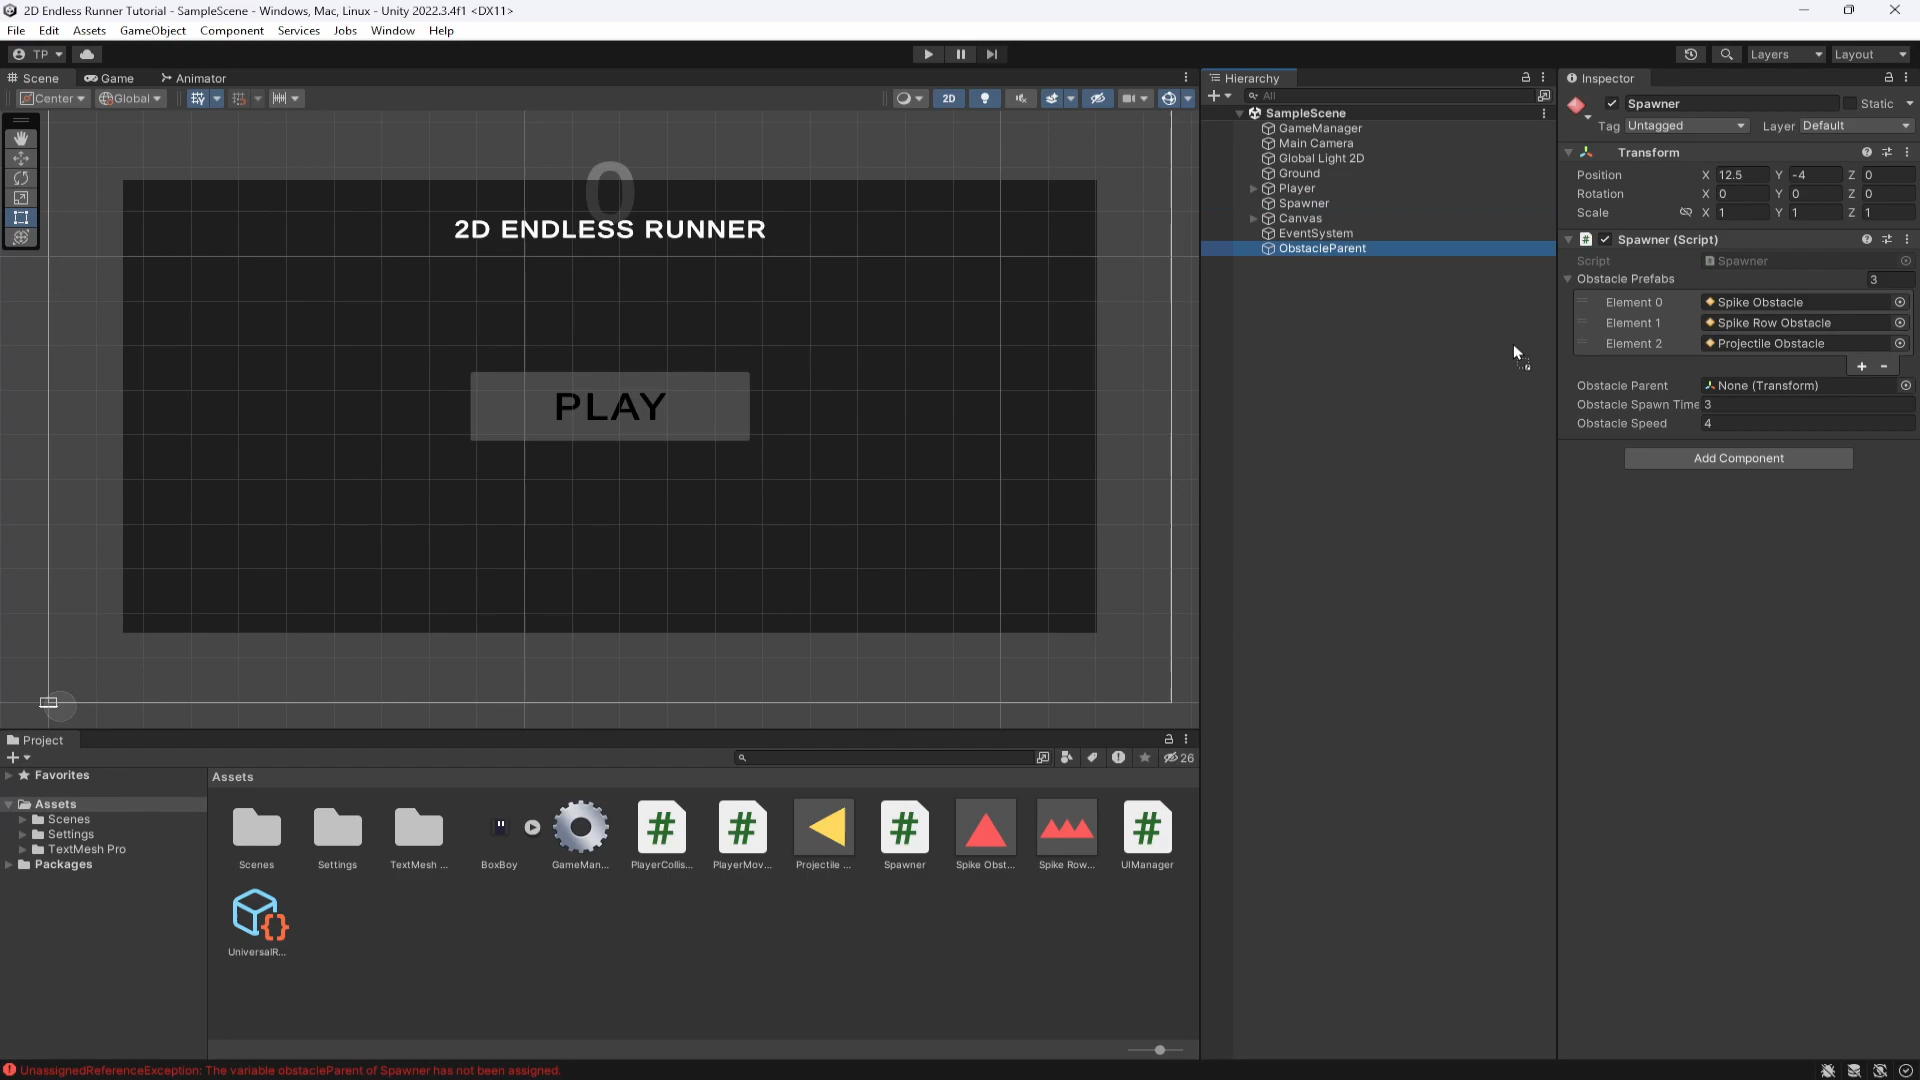 2D Endless Runner Tutorial - SampleScene - Windows, Mac, Linux - Unity 2022.3.4f1 <DX11>
File Edit Assets GameObject Component Services Jobs Window Help
TP Layers Layout
Scene Game Animator
Center Global 2D
0
2D ENDLESS RUNNER
PLAY
Hierarchy
All
SampleScene
GameManager
Main Camera
Global Light 2D
Ground
Player
Spawner
Canvas
EventSystem
ObstacleParent
Inspector
Spawner Static
Tag Untagged Layer Default
Transform
Position X 12.5 Y -4 Z 0
Rotation X 0 Y 0 Z 0
Scale X 1 Y 1 Z 1
Spawner (Script)
Script Spawner
Obstacle Prefabs 3
Element 0 Spike Obstacle
Element 1 Spike Row Obstacle
Element 2 Projectile Obstacle
Obstacle Parent None (Transform)
Obstacle Spawn Time 3
Obstacle Speed 4
Add Component
Project
26
Favorites
Assets
Scenes
Settings
TextMesh Pro
Packages
Assets
Scenes Settings TextMesh ... BoxBoy GameMan... PlayerCollis... PlayerMov... Projectile ... Spawner Spike Obst... Spike Row... UIManager
UniversalR...
UnassignedReferenceException: The variable obstacleParent of Spawner has not been assigned.